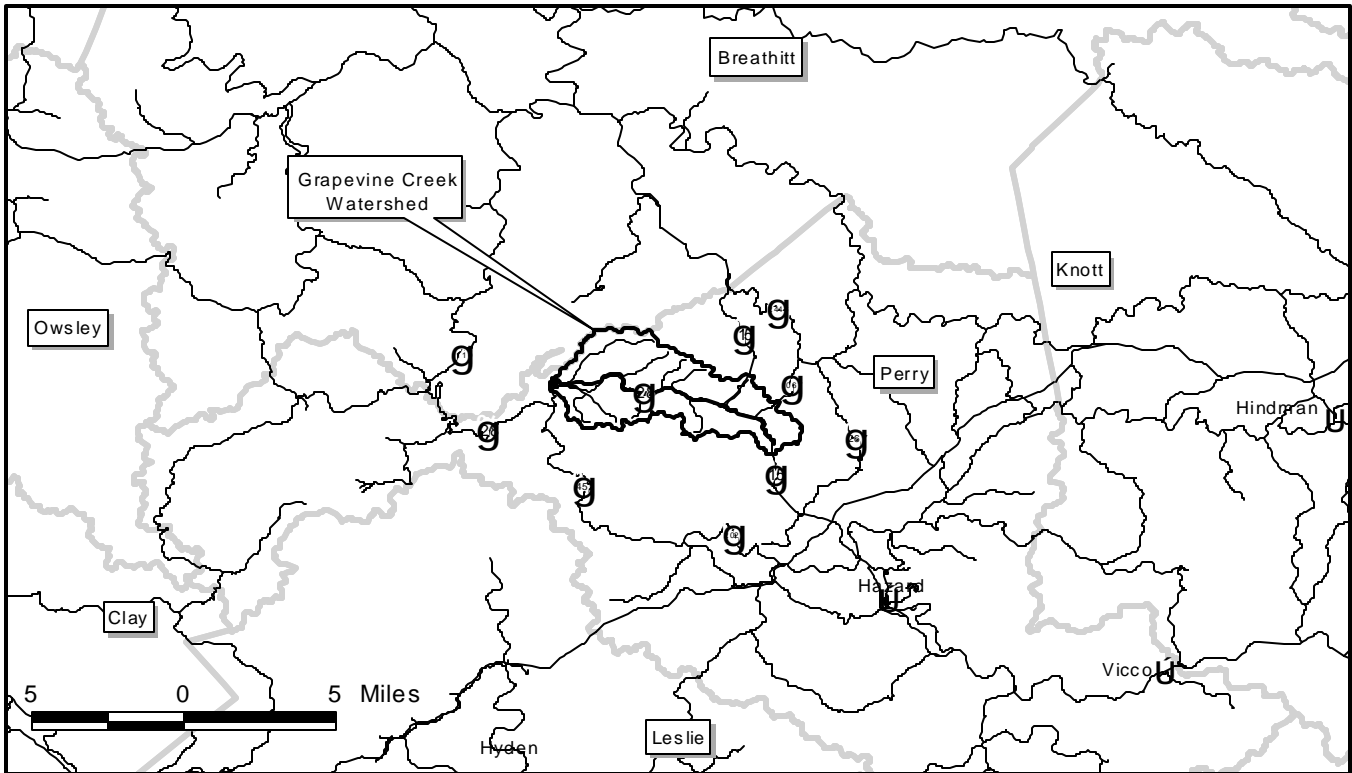 Breathitt
Grapevine Creek
Watershed
Knott
Owsley
g
g
g
Perry
g
g
Hindman
g
g
g
g
g
Hazard
Clay
Vicco
5 0 5 Miles
Leslie
Hyden